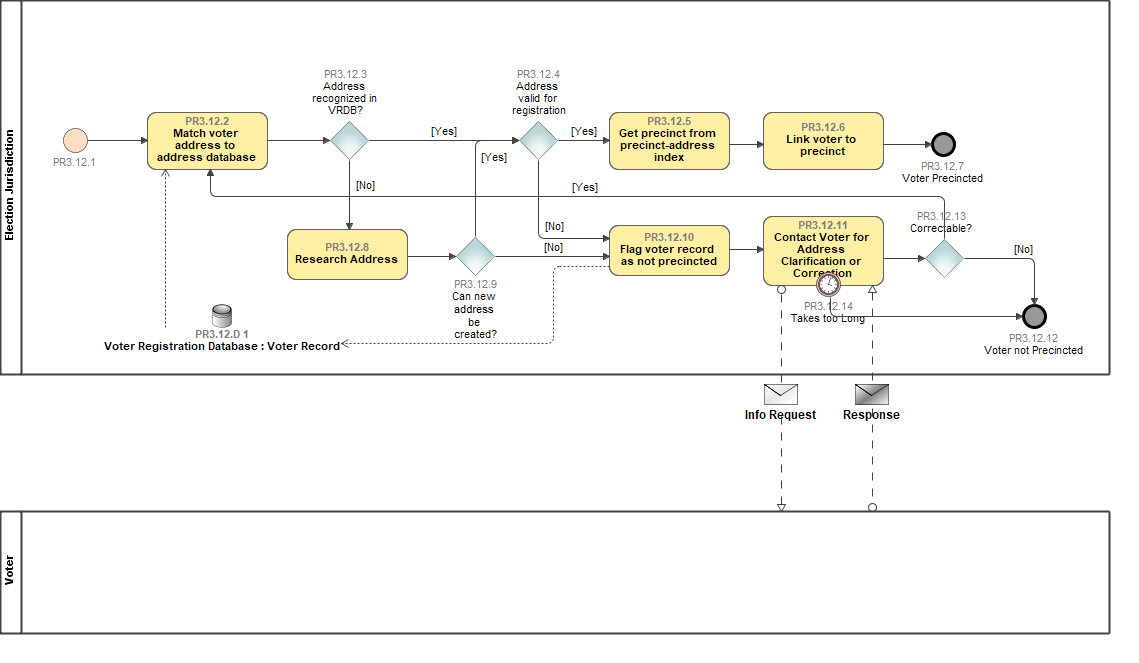 Election Jurisdiction
PR3.12.1
PR3.12.2
Match voter
address to
address database
PR3.12.3
Address
recognized in
VRDB?
[Yes]
[No]
PR3.12.4
Address
valid for
registration
[Yes]
[Yes]
PR3.12.5
Get precinct from
precinct-address
index
PR3.12.6
Link voter to
precinct
PR3.12.7
Voter Precincted
[Yes]
PR3.12.8
Research Address
PR3.12.9
Can new
address
be
created?
[No]
[No]
PR3.12.10
Flag voter record
as not precincted
PR3.12.11
Contact Voter for
Address
Clarification or
Correction
PR3.12.13
Correctable?
[No]
PR3.12.14
Takes too Long
PR3.12.12
Voter not Precincted
PR3.12.D 1
Voter Registration Database : Voter Record
Info Request
Response
Voter